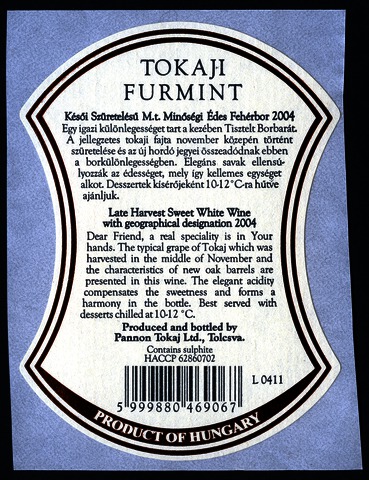 TOKAJI
FURMINT
Késői Szüretelésű M.t. Minőségi Édes Fehérbor 2004
Egy igazi különlegességet tart a kezében Tisztelt Borbarát.
A jellegzetes tokaji fajta november közepén történt
szüretelése és az új hordó jegyei összeadódnak ebben
a borkülönlegességben. Elegáns savak ellensú-
lyozzák az édességet, mely így kellemes egységet
alkot. Desszertek kísérőjeként 10-12 °C-ra hűtve
ajánljuk.
Late Harvest Sweet White Wine
with geographical designation 2004
Dear Friend, a real speciality is in Your
hands. The typical grape of Tokaj which was
harvested in the middle of November and
the characteristics of new oak barrels are
presented in this wine. The elegant acidity
compensates the sweetness and forms a
harmony in the bottle. Best served with
desserts chilled at 10-12 °C.
Produced and bottled by
Pannon Tokaj Ltd., Tolcsva.
Contains sulphite
HACCP 62860702
L 0411
5 999880 469067
PRODUCT OF HUNGARY